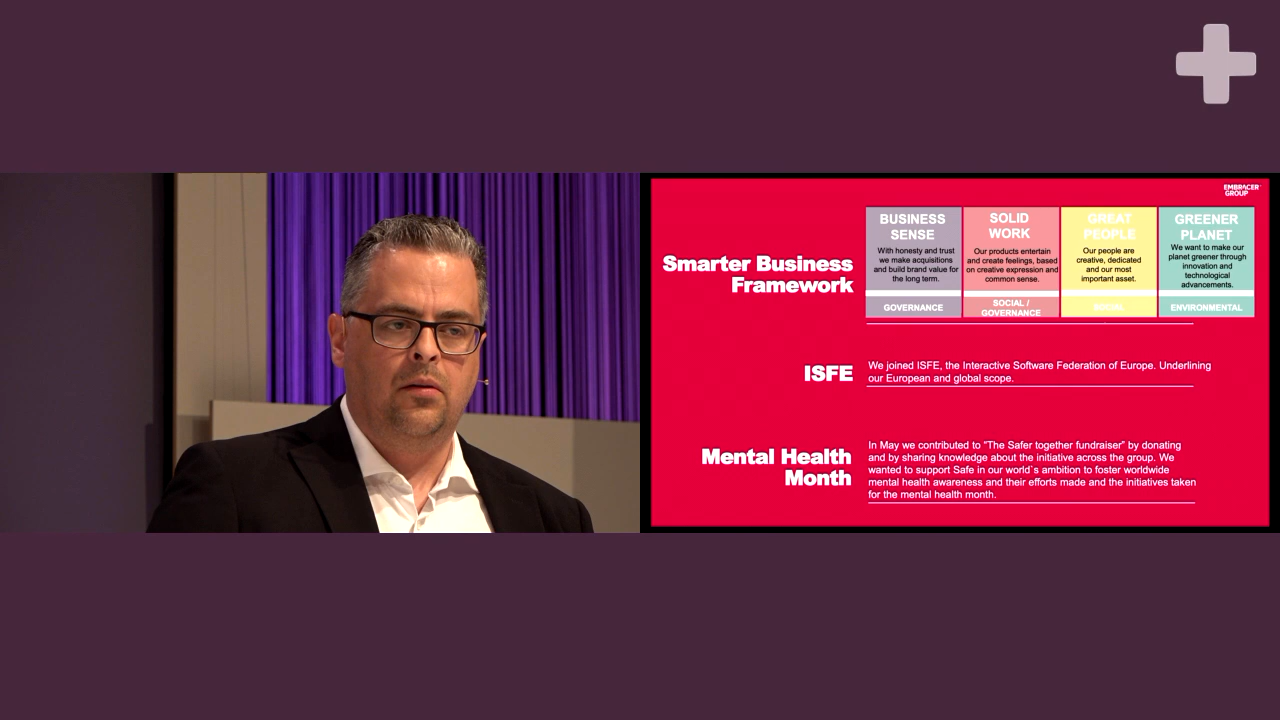 EMBRACER
GROUP
Smarter Business
Framework
BUSINESS
SENSE
With honesty and trust
we make acquisitions
and build brand value for
the long term.
GOVERNANCE
SOLID
WORK
Our products entertain
and create feelings, based
on creative expression and
common sense.
SOCIAL /
GOVERNANCE
GREAT
PEOPLE
Our people are
creative, dedicated
and our most
important asset.
SOCIAL
GREENER
PLANET
We want to make our
planet greener through
innovation and
technological
advancements.
ENVIRONMENTAL
ISFE
We joined ISFE, the Interactive Software Federation of Europe. Underlining
our European and global scope.
Mental Health
Month
In May we contributed to "The Safer together fundraiser" by donating
and by sharing knowledge about the initiative across the group. We
wanted to support Safe in our world`s ambition to foster worldwide
mental health awareness and their efforts made and the initiatives taken
for the mental health month.